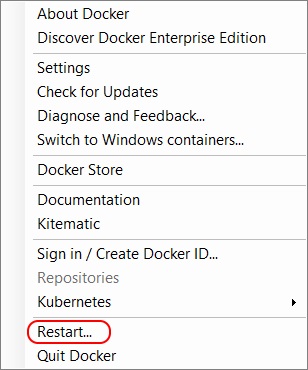 About Docker
Discover Docker Enterprise Edition
Settings
Check for Updates
Diagnose and Feedback...
Switch to Windows containers...
Docker Store
Documentation
Kitematic
Sign in / Create Docker ID...
Repositories
Kubernetes
Restart...
Quit Docker